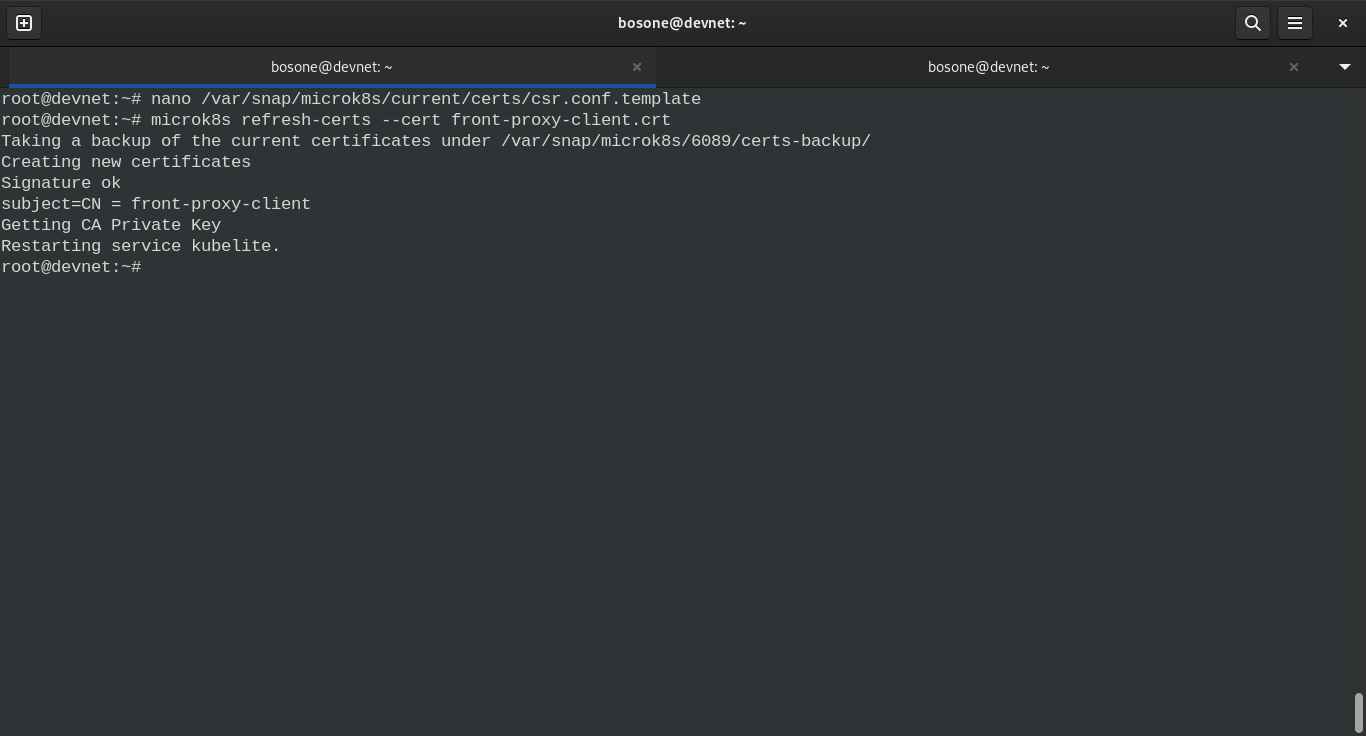 bosone@devnet: ~
bosone@devnet: ~
bosone@devnet: ~
root@devnet:~# nano /var/snap/microk8s/current/certs/csr.conf.template
root@devnet:~# microk8s refresh-certs --cert front-proxy-client.crt
Taking a backup of the current certificates under /var/snap/microk8s/6089/certs-backup/
Creating new certificates
Signature ok
subject=CN = front-proxy-client
Getting CA Private Key
Restarting service kubelite.
root@devnet:~#